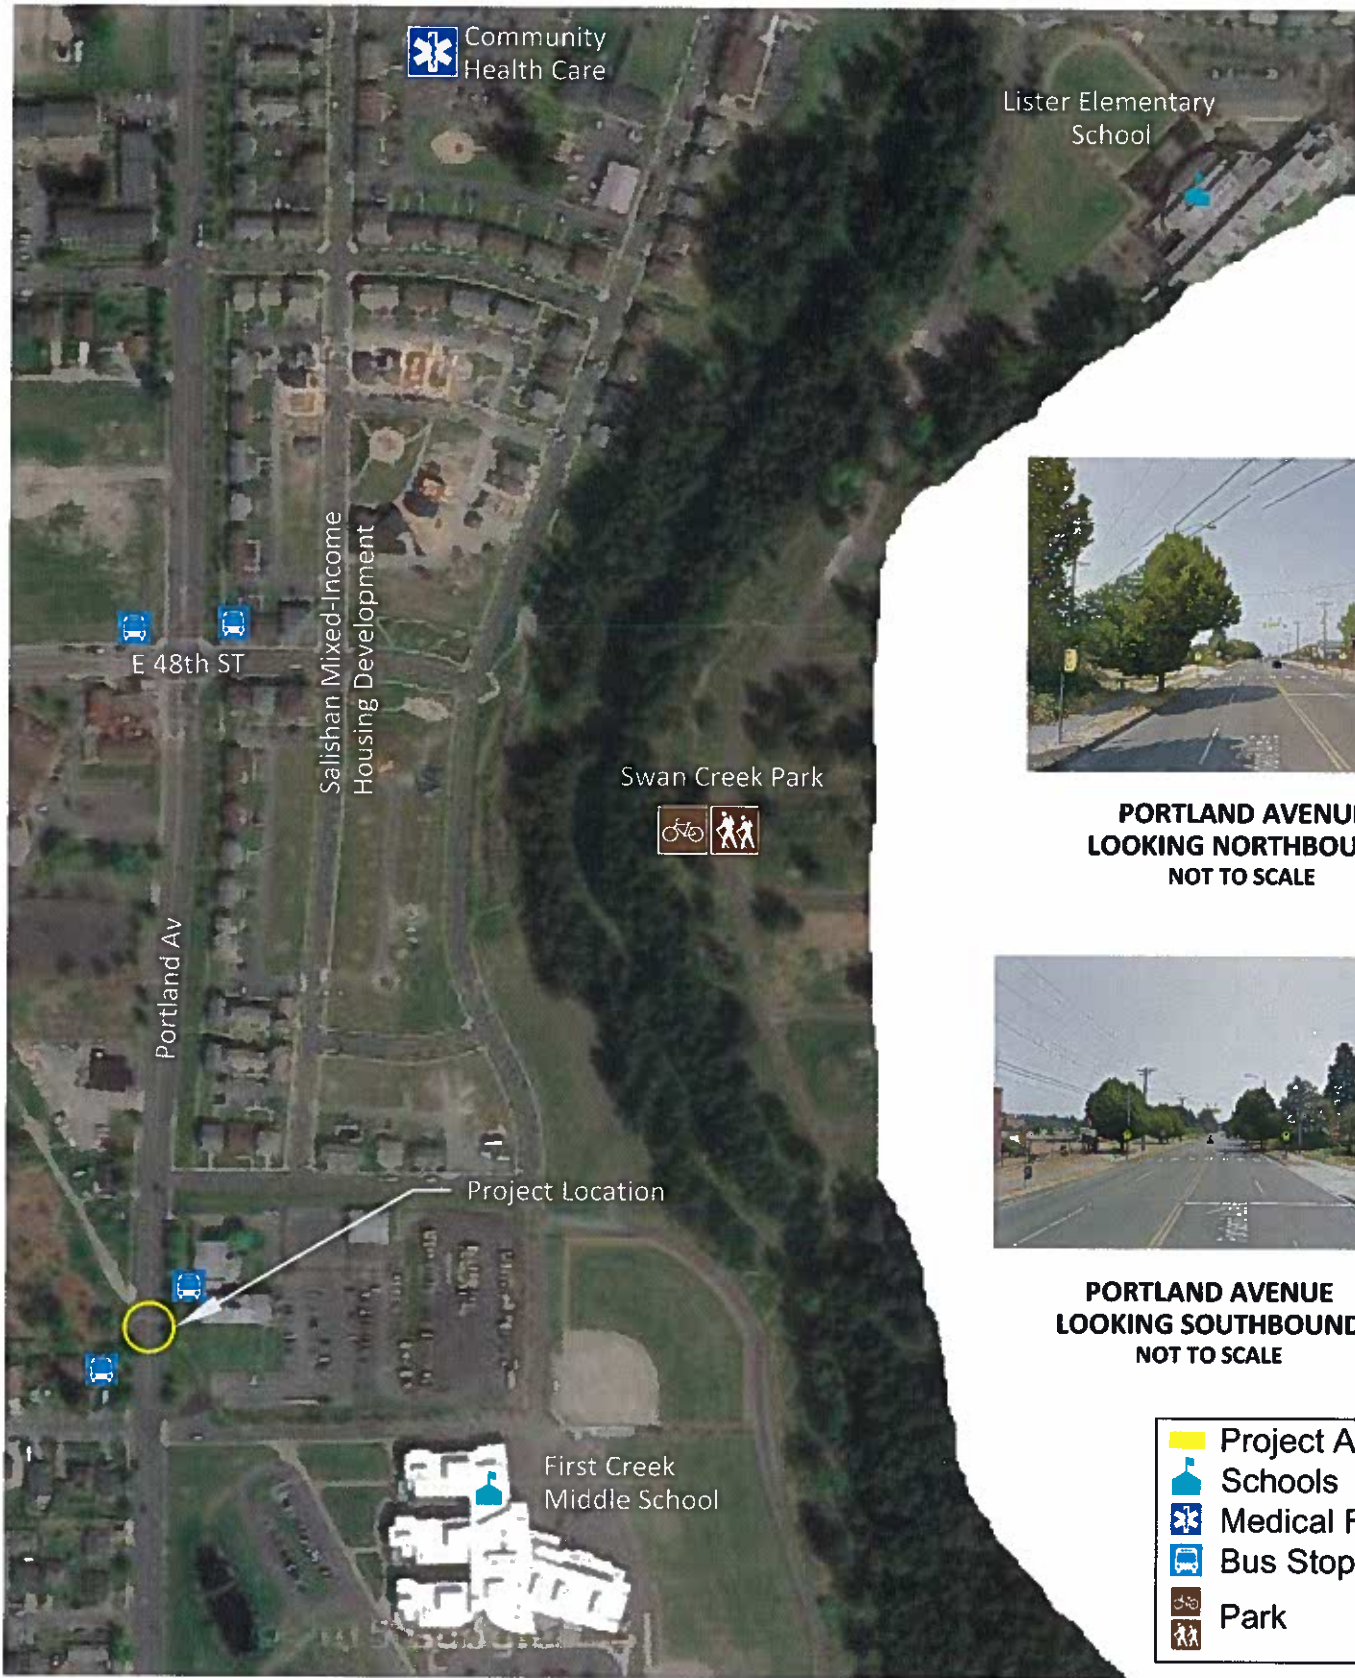 Community
Health Care
Lister Elementary
School
Salishan Mixed-Income
Housing Development
E 48th ST
Swan Creek Park
PORTLAND AVENU
LOOKING NORTHBOU
NOT TO SCALE
Portland Av
Project Location
PORTLAND AVENUE
LOOKING SOUTHBOUND
NOT TO SCALE
First Creek
Middle School
Project A
Schools
Medical F
Bus Stop
Park